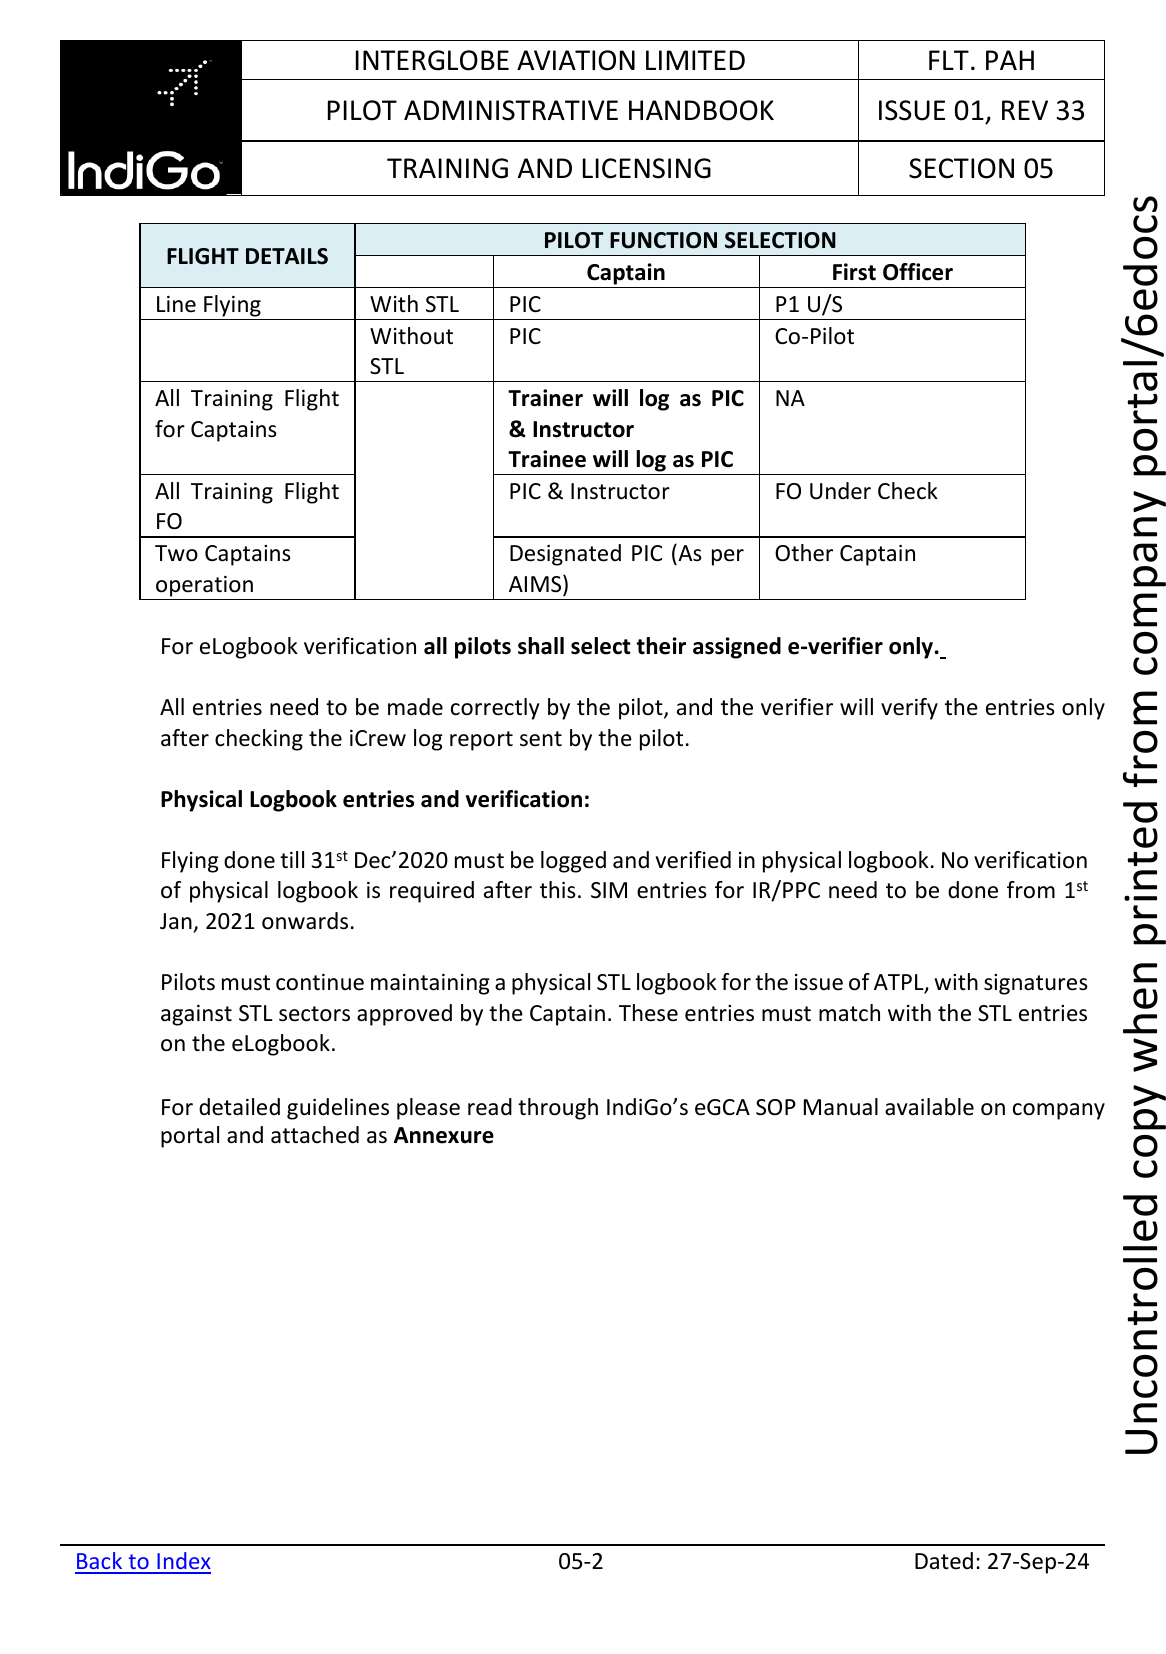 INTERGLOBE AVIATION LIMITED
FLT. PAH
PILOT ADMINISTRATIVE HANDBOOK
ISSUE 01, REV 33
IndiGo
TRAINING AND LICENSING
SECTION 05
FLIGHT DETAILS
PILOT FUNCTION SELECTION
Captain
First Officer
Line Flying
With STL
PIC
P1 U/S
Without
STL
PIC
Co-Pilot
All Training Flight
for Captains
Trainer will log as PIC
& Instructor
Trainee will log as PIC
NA
All Training Flight
FO
PIC & Instructor
FO Under Check
Two Captains
operation
Designated PIC (As per
AIMS)
Other Captain
For eLogbook verification all pilots shall select their assigned e-verifier only.
All entries need to be made correctly by the pilot, and the verifier will verify the entries only
after checking the iCrew log report sent by the pilot.
Physical Logbook entries and verification:
Flying done till 31st Dec’2020 must be logged and verified in physical logbook. No verification
of physical logbook is required after this. SIM entries for IR/PPC need to be done from 1st
Jan, 2021 onwards.
Pilots must continue maintaining a physical STL logbook for the issue of ATPL, with signatures
against STL sectors approved by the Captain. These entries must match with the STL entries
on the eLogbook.
For detailed guidelines please read through IndiGo’s eGCA SOP Manual available on company
portal and attached as Annexure
Uncontrolled copy when printed from company portal/6edocs
Back to Index
05-2
Dated: 27-Sep-24